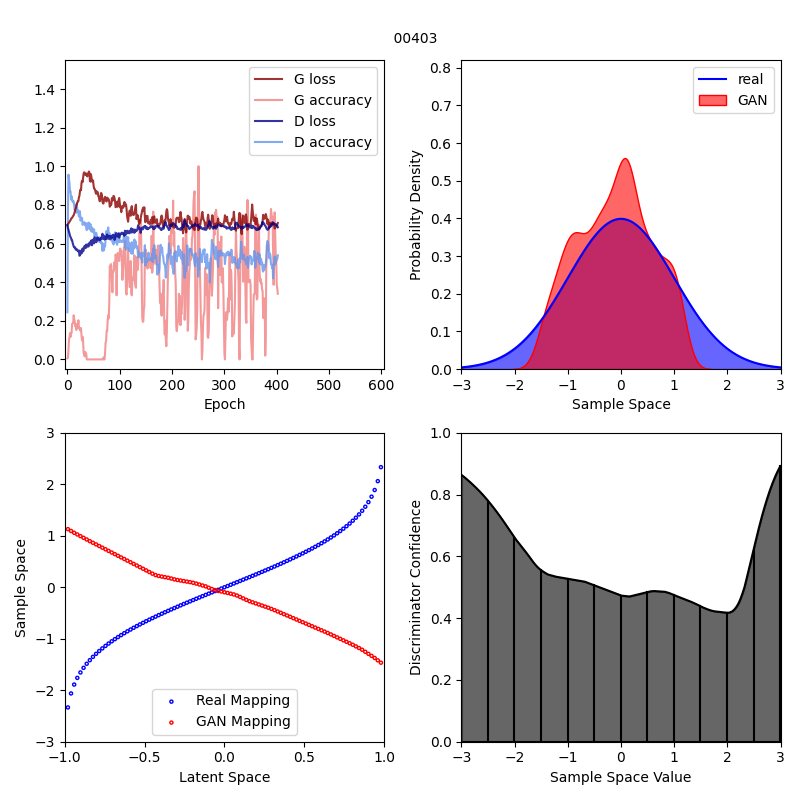 00403
1.4
1.2
1.0
0.8
0.6
0.4
0.2
0.0
0 100 200 300 400 500 600
Epoch
G loss
G accuracy
D loss
D accuracy
Probability Density
0.8
0.7
0.6
0.5
0.4
0.3
0.2
0.1
0.0
−3 −2 −1 0 1 2 3
Sample Space
real
GAN
Sample Space
3
2
1
0
−1
−2
−3
−1.0 −0.5 0.0 0.5 1.0
Latent Space
Real Mapping
GAN Mapping
Discriminator Confidence
1.0
0.8
0.6
0.4
0.2
0.0
−3 −2 −1 0 1 2 3
Sample Space Value